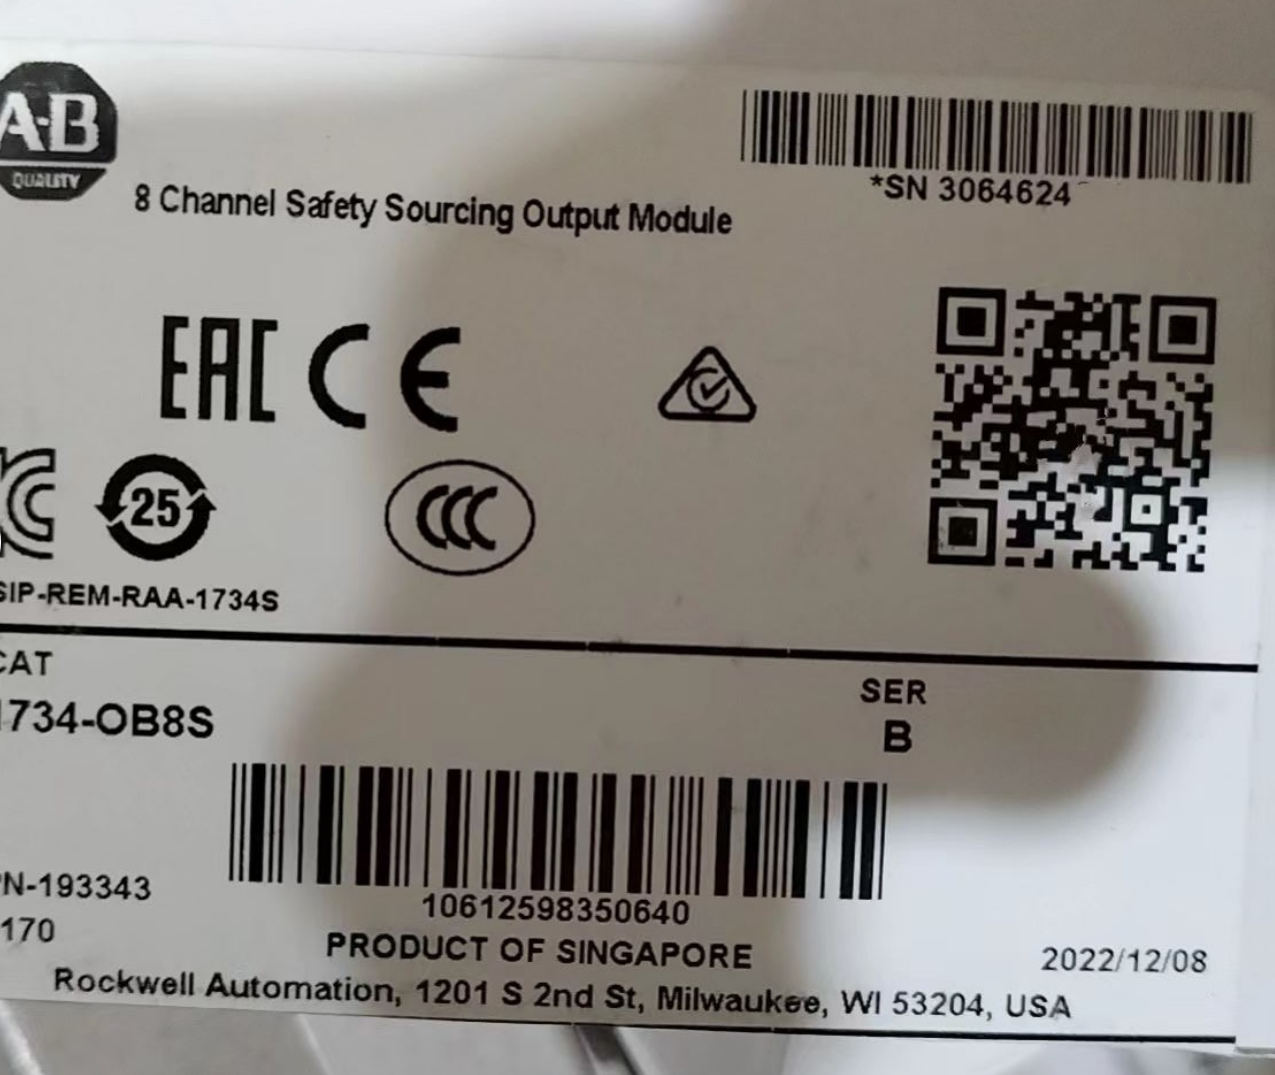 A-B
QUALITY
*SN 3064624
8 Channel Safety Sourcing Output Module
EAC CE
25
CCC
SIP-REM-RAA-1734S
CAT
1734-OB8S
SER
B
10612598350640
PN-193343
170
PRODUCT OF SINGAPORE
2022/12/08
Rockwell Automation, 1201 S 2nd St, Milwaukee, WI 53204, USA